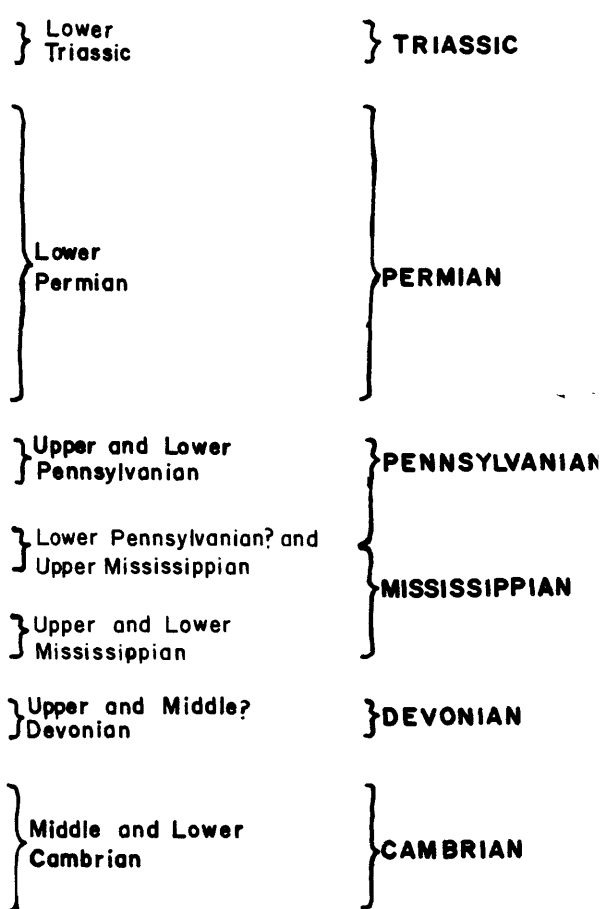 Lower
Triassic
TRIASSIC
Lower
Permian
PERMIAN
Upper and Lower
Pennsylvanian
PENNSYLVANIAN
Lower Pennsylvanian? and
Upper Mississippian
MISSISSIPPIAN
Upper and Lower
Mississippian
Upper and Middle?
Devonian
DEVONIAN
Middle and Lower
Cambrian
CAMBRIAN